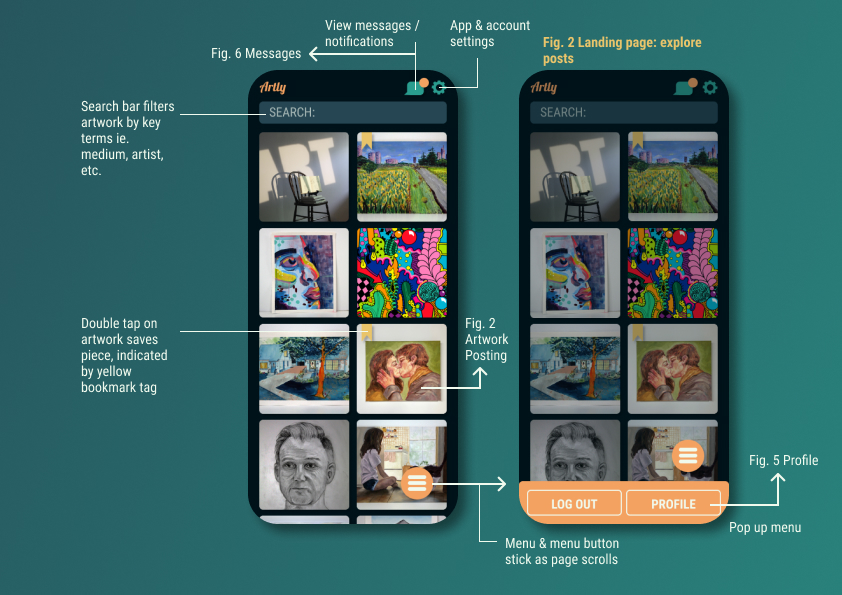 View messages /
notifications
App & account
settings
Fig. 6 Messages
Fig. 2 Landing page: explore
posts
Artly
SEARCH:
Search bar filters
artwork by key
terms ie.
medium, artist,
etc.
ART
Double tap on
artwork saves
piece, indicated
by yellow
bookmark tag
Fig. 2
Artwork
Posting
Menu & menu button
stick as page scrolls
Artly
SEARCH:
ART
LOG OUT
PROFILE
Fig. 5 Profile
Pop up menu